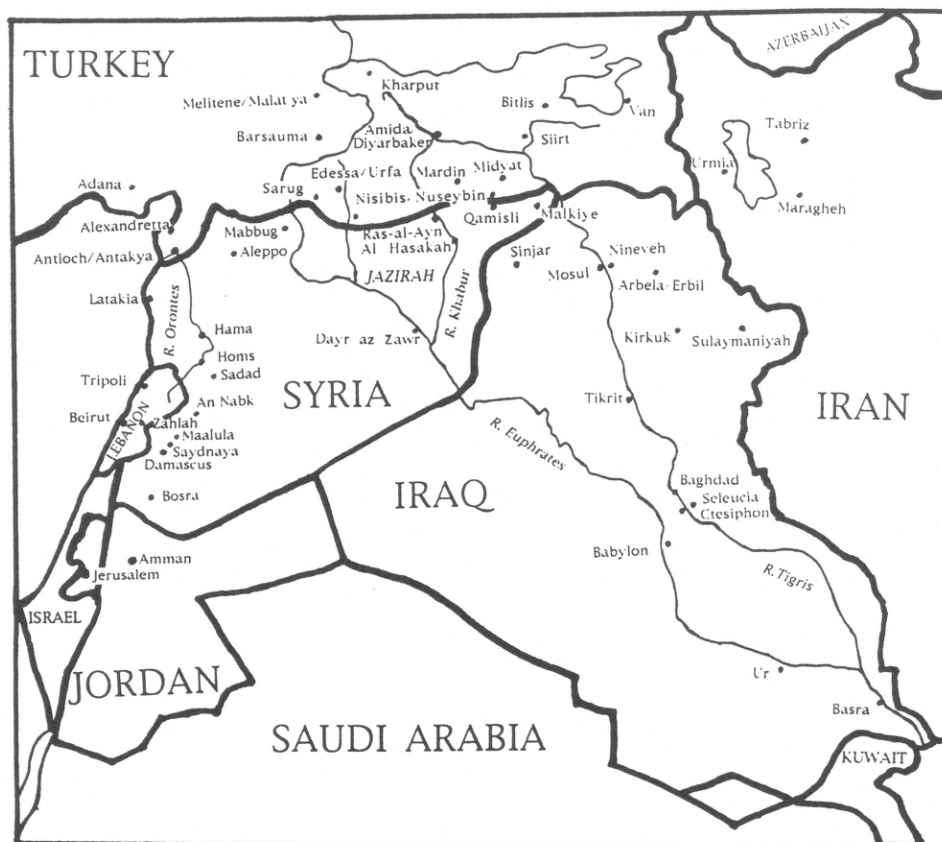 AZERBAIJAN
TURKEY
Kharput
Melitene/Malat ya
Bitlis
Van
Barsauma
Amida
Diyarbaker
Siirt
Tabriz
Urmia
Edessa/Urfa
Mardin
Midyat
Adana
Sarug
Nisibis, Nuseybin
Maragheh
Alexandretta
Mabbug
Ras-al-Ayn
Qamisli
Malkiye
Antioch/Antakya
Aleppo
Al Hasakah
Sinjar
Nineveh
JAZIRAH
Mosul
Arbela/Erbil
Latakia
R. Orontes
R. Khabur
Hama
Dayr az Zawr
Kirkuk
Sulaymaniyah
Homs
Sadad
Tripoli
SYRIA
Tikrit
IRAN
An Nabk
Beirut
LEBANON
Zahlah
Maalula
Saydnaya
Damascus
R. Euphrates
Baghdad
Bosra
IRAQ
Seleucia
Ctesiphon
Amman
Babylon
Jerusalem
R. Tigris
ISRAEL
JORDAN
Ur
Basra
SAUDI ARABIA
KUWAIT